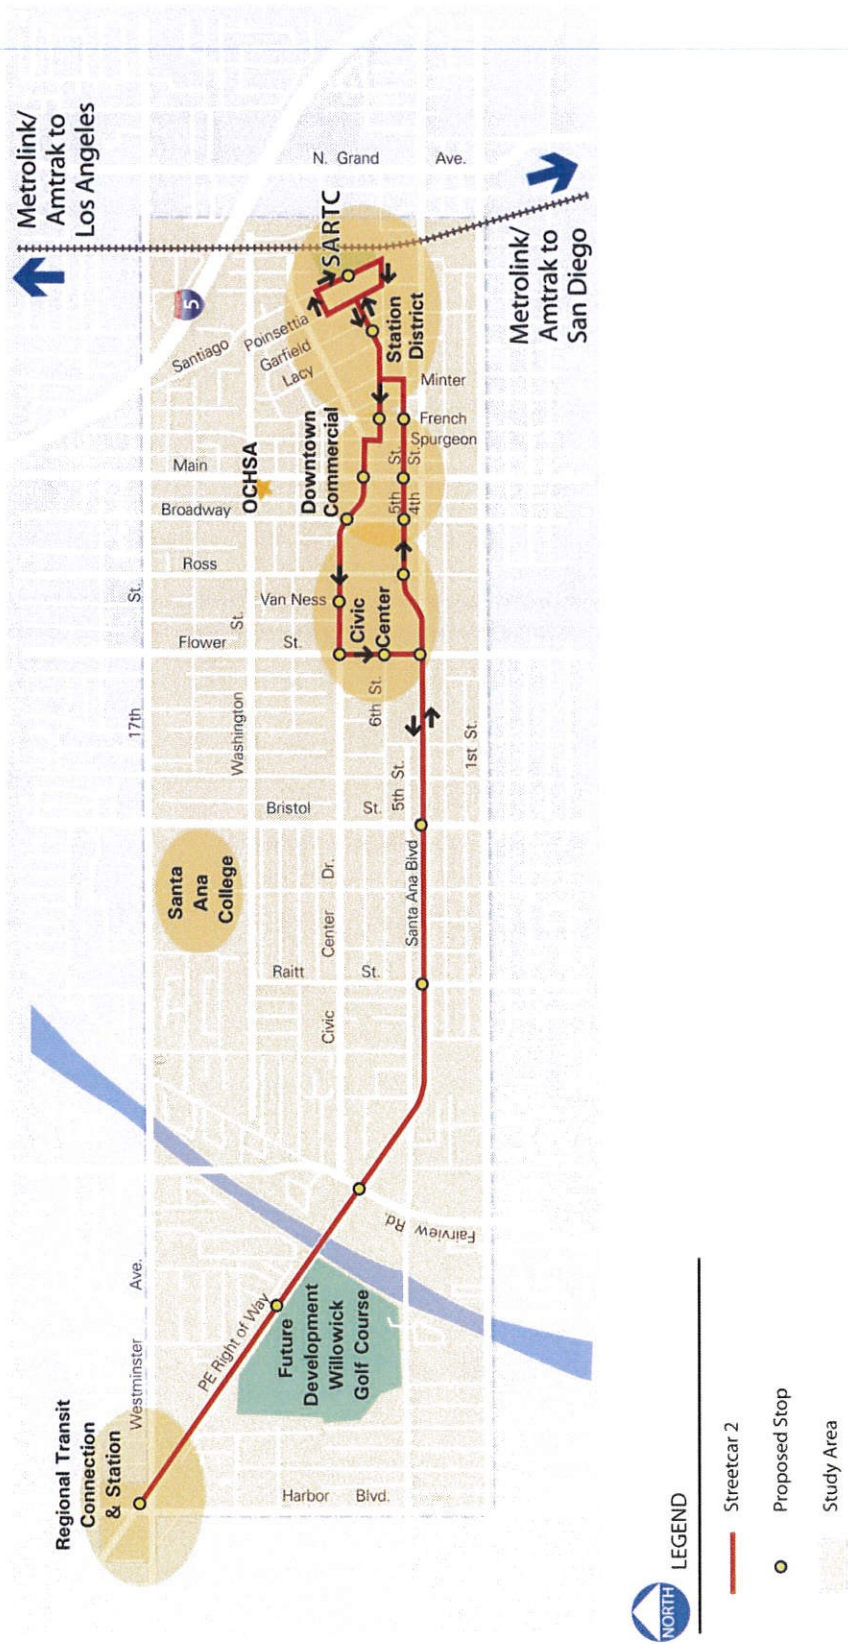 Metrolink/
Amtrak to
Los Angeles
N. Grand Ave.
SARTC
5
Metrolink/
Amtrak to
San Diego
Santiago
Poinsettia
Garfield
Lacy
Station
District
Minter
French
Spurgeon
Main St.
OCHSA
Downtown
Commercial
5th St.
4th
Broadway
Ross
Van Ness
Civic
Center
Flower St.
17th St.
Washington St.
6th St.
5th St.
1st St.
Bristol St.
Santa
Ana
College
Civic Center Dr.
Santa Ana Blvd
Raitt St.
Fairview Rd.
Westminster Ave.
PE Right of Way
Future
Development
Willowick
Golf Course
Regional Transit
Connection
& Station
Harbor Blvd.
NORTH
LEGEND
Streetcar 2
Proposed Stop
Study Area